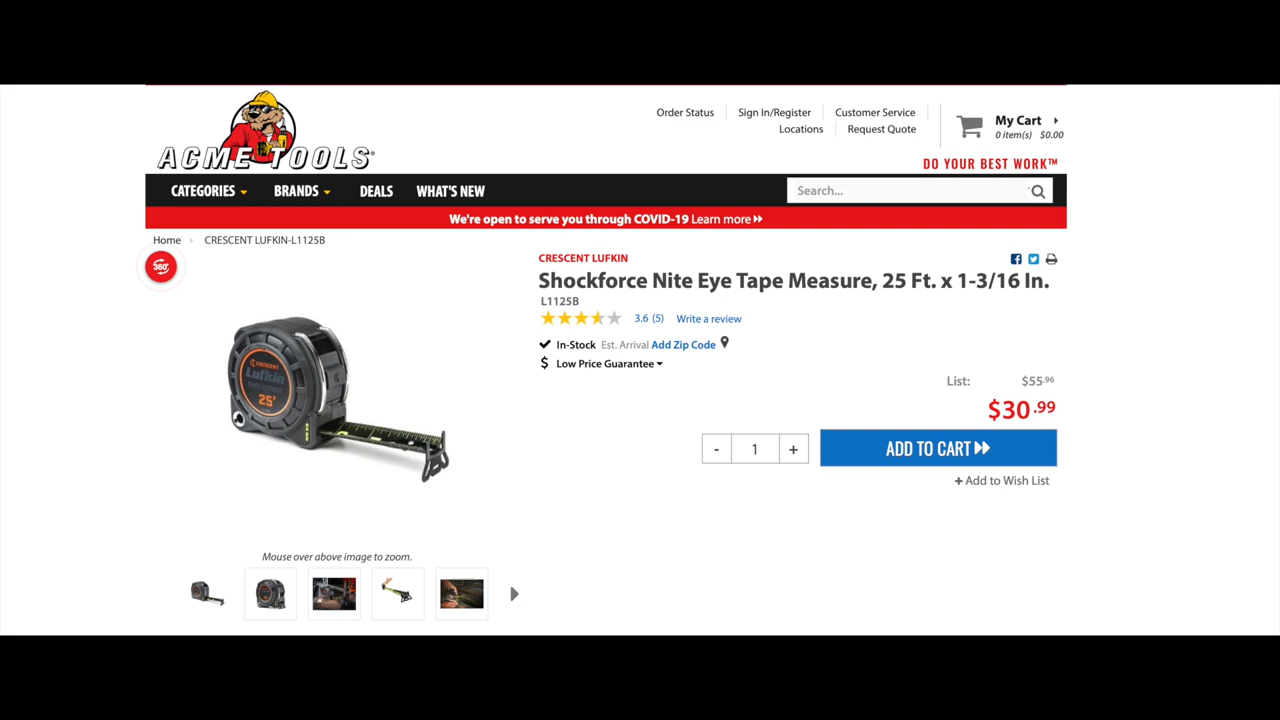 Order Status
Sign In/Register
Customer Service
Locations
Request Quote
My Cart
0 item(s) $0.00
ACME TOOLS®
DO YOUR BEST WORK™
CATEGORIES
BRANDS
DEALS
WHAT'S NEW
Search...
We're open to serve you through COVID-19 Learn more
Home
CRESCENT LUFKIN-L1125B
360°
CRESCENT LUFKIN
Shockforce Nite Eye Tape Measure, 25 Ft. x 1-3/16 In.
L1125B
3.6 (5) Write a review
In-Stock Est. Arrival Add Zip Code
$ Low Price Guarantee
List: $55.96
$30.99
- 1 +
ADD TO CART
+ Add to Wish List
CRESCENT
Lufkin
25'
Mouse over above image to zoom.